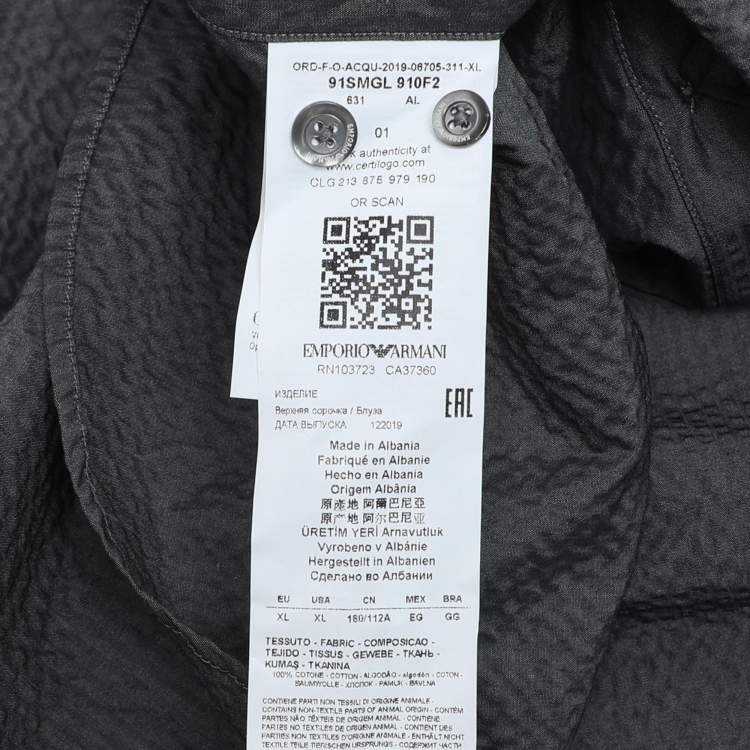 ORD-F-O-ACQU-2019-06705-311-XL
91SMGL 910F2
631 AL
01
authenticity at
www.certilogo.com
CLG 213 875 979 190
OR SCAN
EMPORIO ARMANI
RN103723 CA37360
ИЗДЕЛИЕ
Верхняя сорочка / Блуза
ДАТА ВЫПУСКА 122019
EAC
Made in Albania
Fabriqué en Albanie
Hecho en Albania
Origem Albânia
原產地 阿爾巴尼亞
原产地 阿尔巴尼亚
ÜRETİM YERİ Arnavutluk
Vyrobeno v Albánie
Hergestellt in Albanien
Сделано во Албании
EU USA CN MEX BRA
XL XL 180/112A EG GG
TESSUTO - FABRIC - COMPOSICAO -
TEJIDO - TISSUS - GEWEBE - ТКАНЬ -
KUMAŞ - TKANINA
100% COTONE - COTTON - ALGODÃO - algodón - COTON -
BAUMWOLLE - ХЛОПОК - PAMUK - BAVLNA
CONTIENE PARTI NON TESSILI DI ORIGINE ANIMALE -
CONTAINS NON-TEXTILE PARTS OF ANIMAL ORIGIN - CONTÉM
PARTES NÃO TÊXTEIS DE ORIGEM ANIMAL - CONTIENE
PARTES NO TEXTILES DE ORIGEN ANIMAL - CONTIENT DES
PARTIES NON TEXTILES D'ORIGINE ANIMALE - ENTHÄLT NICHT
TEXTILE TEILE TIERISCHEN URSPRUNGS - СОДЕРЖИТ ЧАСТИ